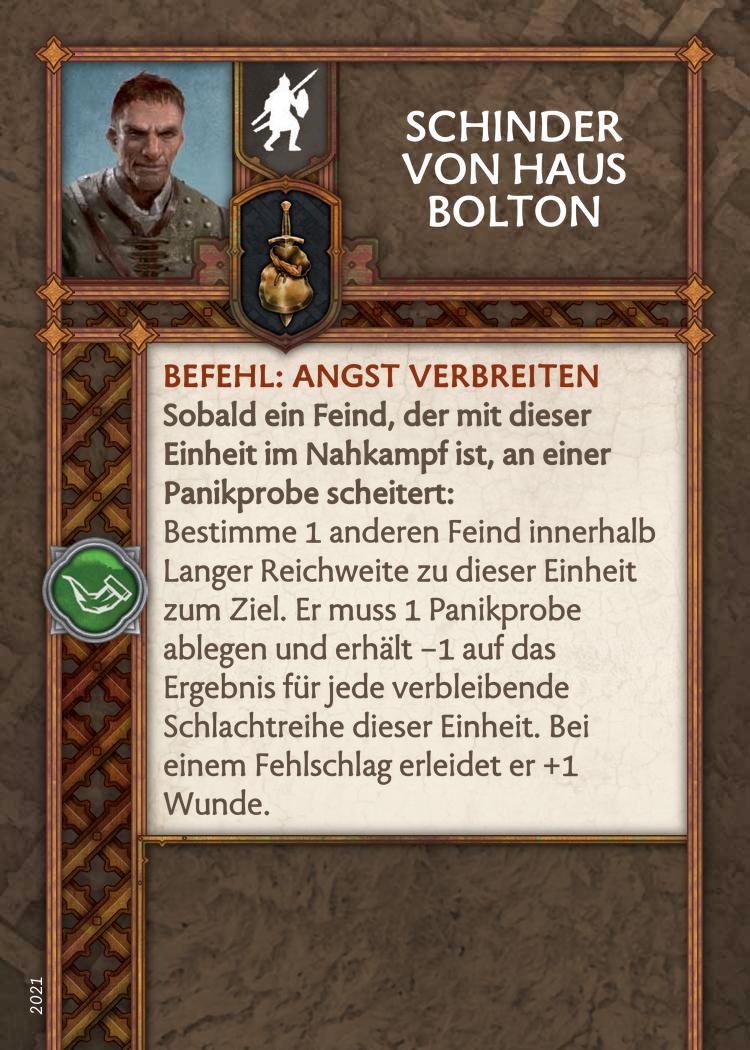 SCHINDER
VON HAUS
BOLTON
BEFEHL: ANGST VERBREITEN
Sobald ein Feind, der mit dieser
Einheit im Nahkampf ist, an einer
Panikprobe scheitert:
Bestimme 1 anderen Feind innerhalb
Langer Reichweite zu dieser Einheit
zum Ziel. Er muss 1 Panikprobe
ablegen und erhält −1 auf das
Ergebnis für jede verbleibende
Schlachtreihe dieser Einheit. Bei
einem Fehlschlag erleidet er +1
Wunde.
2021